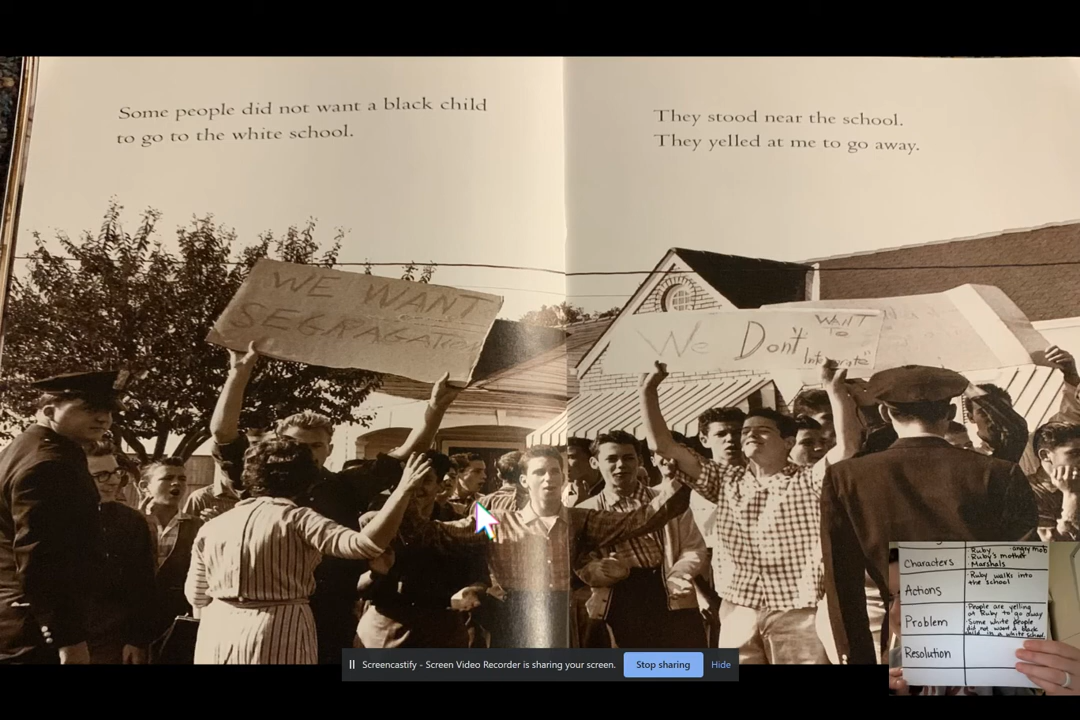 Some people did not want a black child
to go to the white school.
They stood near the school.
They yelled at me to go away.
WE WANT
SEGRAGATION
We Don't WANT
TO
Integrate
Characters
Ruby angry mob
Ruby's mother
Marshals
Actions
Ruby walks into
the school
Problem
People are yelling
at Ruby to go away
Some white people
did not want a black
child in a white school.
Resolution
Screencastify - Screen Video Recorder is sharing your screen.
Stop sharing
Hide